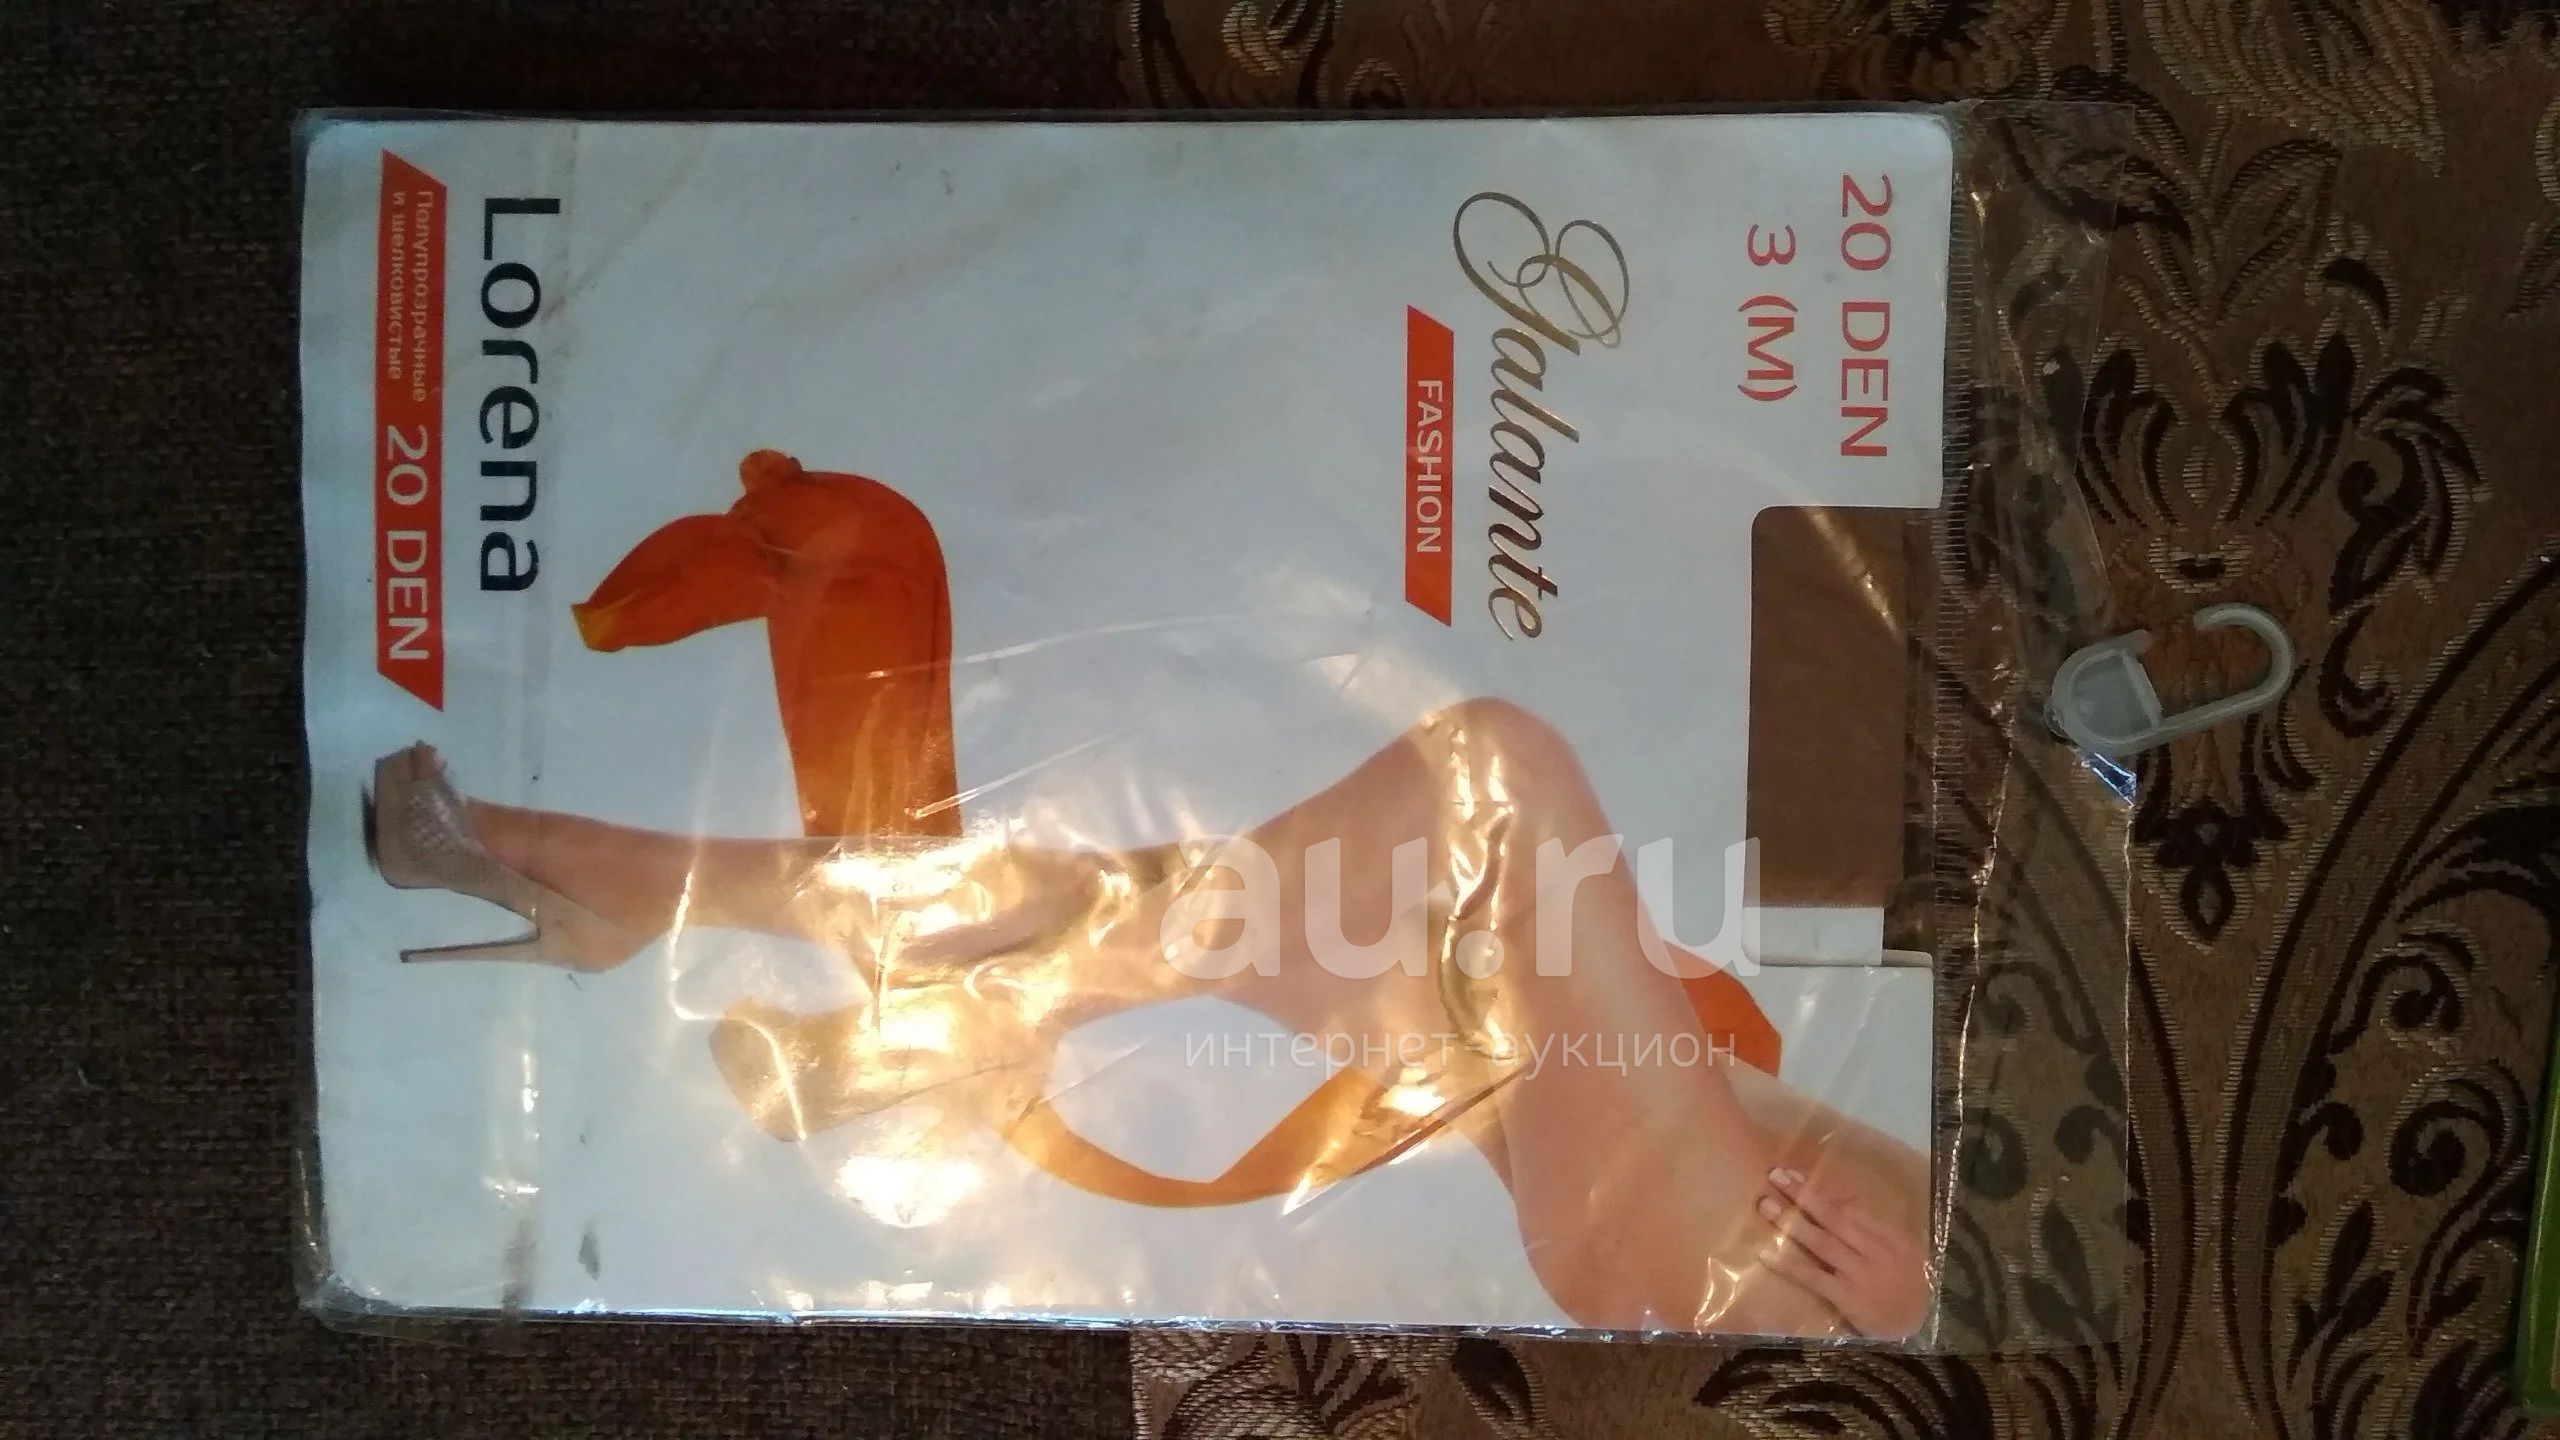 20 DEN
3 (M)
Galante
FASHION
Lorena
Полупрозрачные
и шелковистые
20 DEN
au.ru
интернет-аукцион